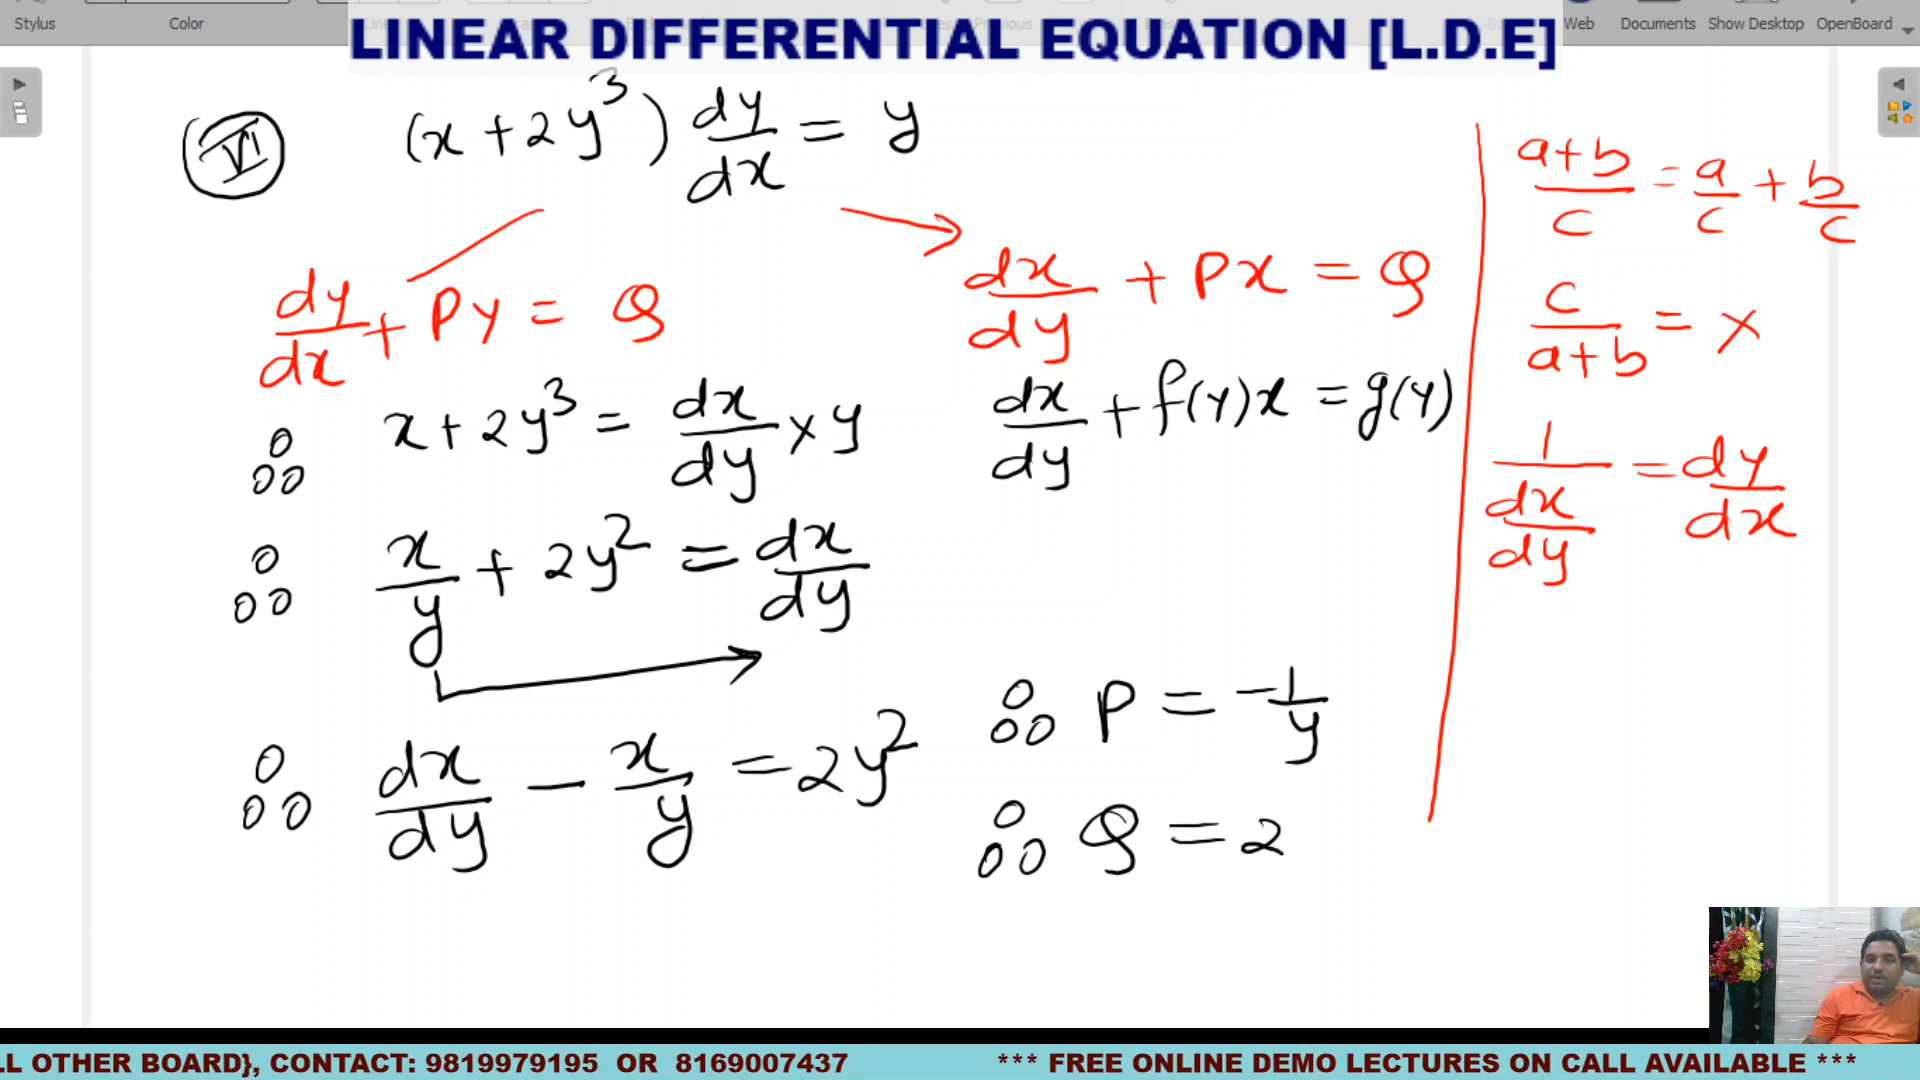 Stylus
Color
Web Documents Show Desktop OpenBoard
LINEAR DIFFERENTIAL EQUATION [L.D.E]
VI (x + 2y³) dy/dx = y
dy/dx + Py = Q
dx/dy + Px = Q
∴ x + 2y³ = dx/dy × y
dx/dy + f(y)x = g(y)
∴ x/y + 2y² = dx/dy
∴ dx/dy - x/y = 2y²
∴ P = -1/y
∴ Q = 2
(a+b)/c = a/c + b/c
c/(a+b) = ×
1/(dx/dy) = dy/dx
LL OTHER BOARD}, CONTACT: 9819979195 OR 8169007437 *** FREE ONLINE DEMO LECTURES ON CALL AVAILABLE ***